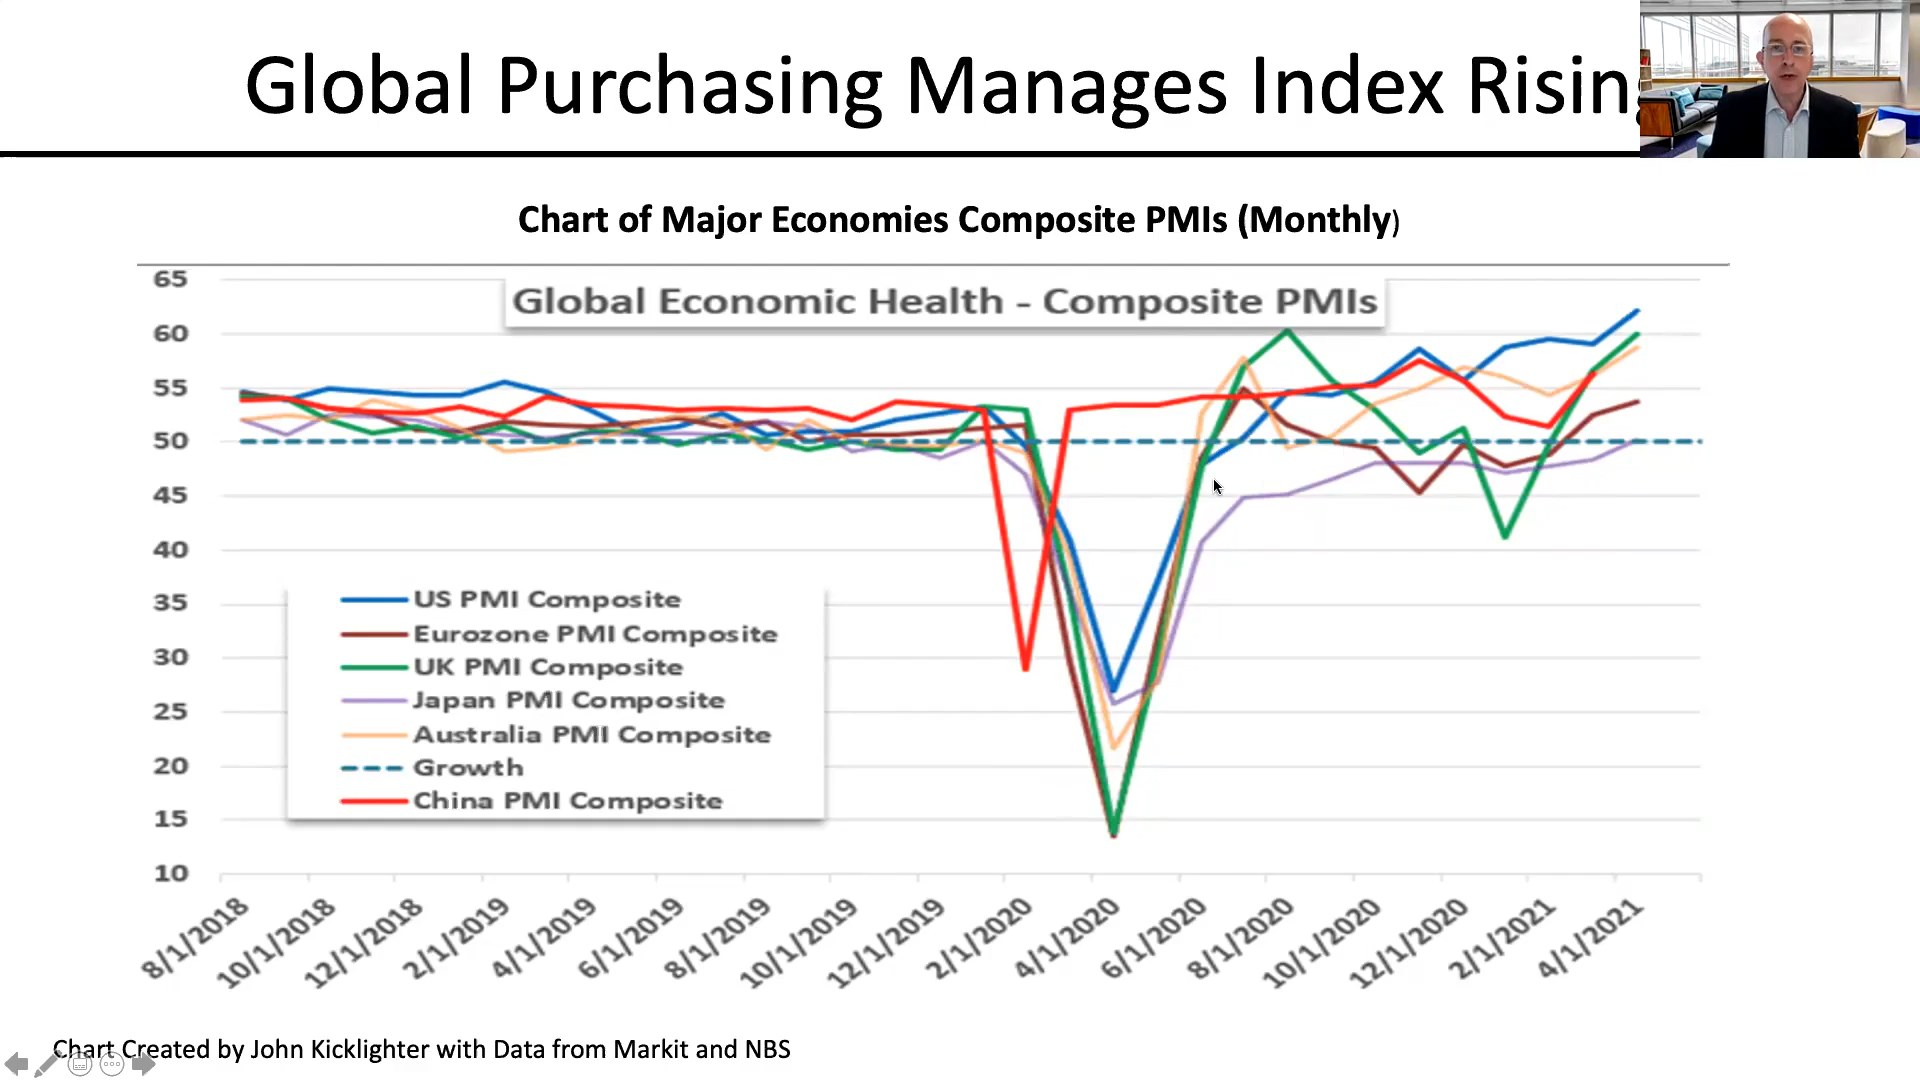 Global Purchasing Manages Index Rising
Chart of Major Economies Composite PMIs (Monthly)
Global Economic Health - Composite PMIs
65
60
55
50
45
40
35
30
25
20
15
10
US PMI Composite
Eurozone PMI Composite
UK PMI Composite
Japan PMI Composite
Australia PMI Composite
Growth
China PMI Composite
8/1/2018
10/1/2018
12/1/2018
2/1/2019
4/1/2019
6/1/2019
8/1/2019
10/1/2019
12/1/2019
2/1/2020
4/1/2020
6/1/2020
8/1/2020
10/1/2020
12/1/2020
2/1/2021
4/1/2021
Chart Created by John Kicklighter with Data from Markit and NBS